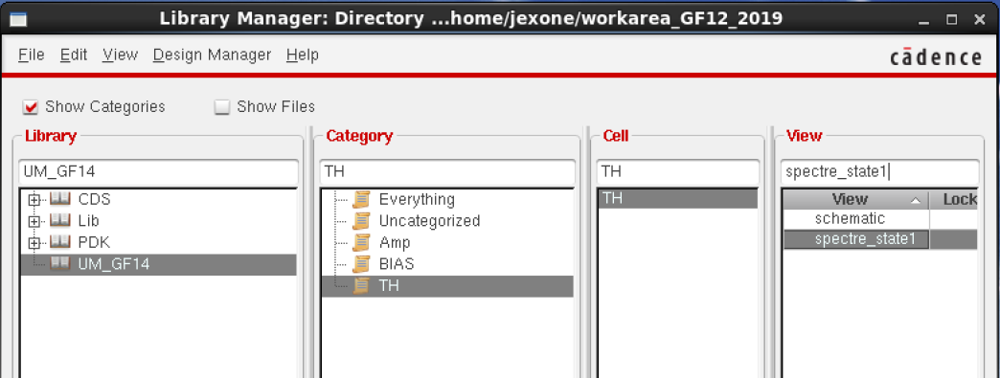 Library Manager: Directory ...home/jexone/workarea_GF12_2019
File Edit View Design Manager Help
cādence
Show Categories Show Files
Library Category Cell View
UM_GF14 TH TH spectre_state1
CDS Everything TH View Lock
Lib Uncategorized schematic
PDK Amp spectre_state1
UM_GF14 BIAS
TH